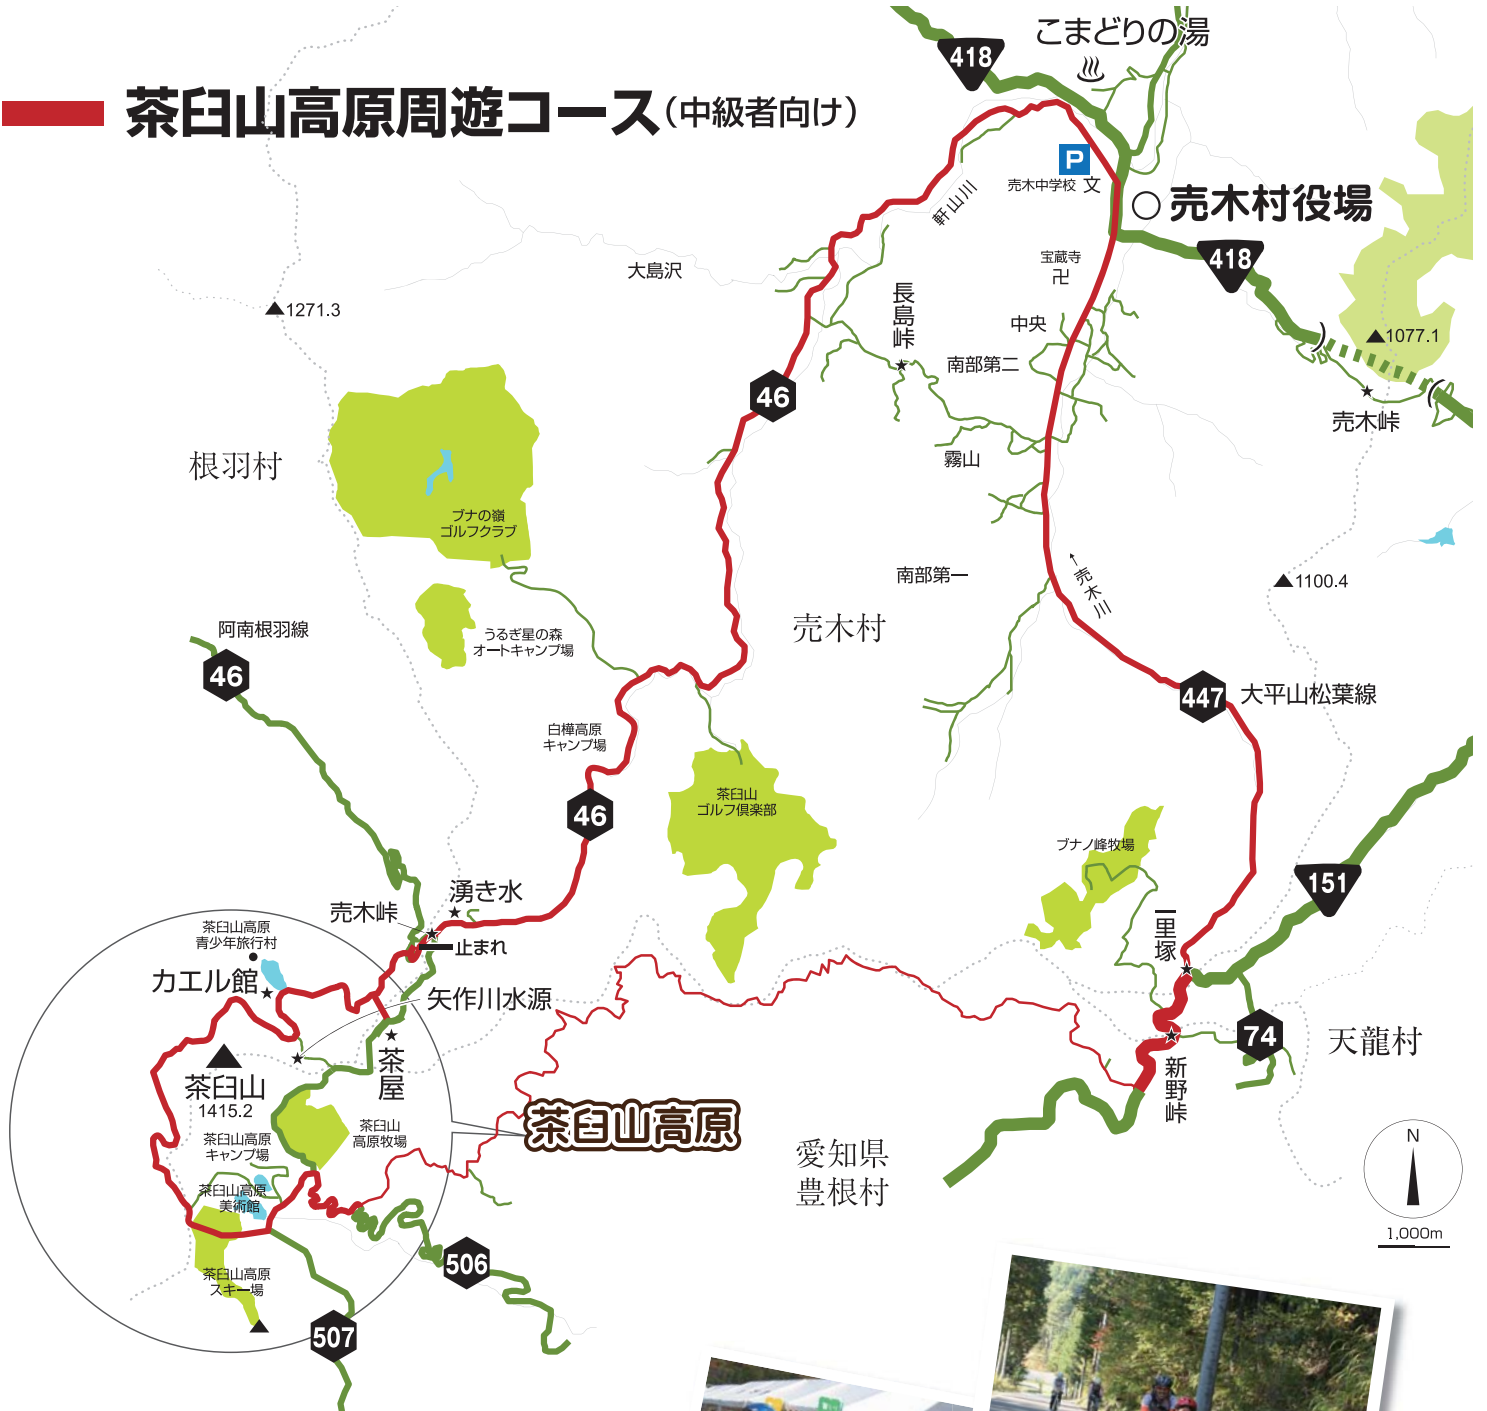 こまどりの湯
418
茶臼山高原周遊コース(中級者向け)
P
売木中学校 文
売木村役場
軒山川
418
宝蔵寺
卍
大島沢
1271.3
長島峠
中央
1077.1
南部第二
46
売木峠
霧山
根羽村
ブナの嶺
ゴルフクラブ
南部第一
←売木川
1100.4
阿南根羽線
46
うるぎ星の森
オートキャンプ場
売木村
447
大平山松葉線
白樺高原
キャンプ場
46
茶臼山
ゴルフ倶楽部
ブナノ峰牧場
151
湧き水
売木峠
止まれ
茶臼山高原
青少年旅行村
カエル館
矢作川水源
一里塚
74
天龍村
茶屋
茶臼山
1415.2
新野峠
茶臼山高原
茶臼山
高原牧場
茶臼山高原
キャンプ場
愛知県
豊根村
N
1,000m
茶臼山高原
美術館
506
茶臼山高原
スキー場
507